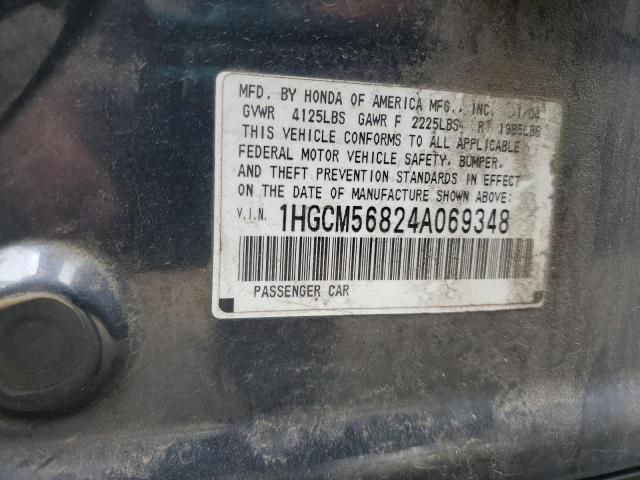 MFD. BY HONDA OF AMERICA MFG., INC. 1/04
GVWR 4125LBS GAWR F 2225LBS R 1985LBS
THIS VEHICLE CONFORMS TO ALL APPLICABLE
FEDERAL MOTOR VEHICLE SAFETY, BUMPER,
AND THEFT PREVENTION STANDARDS IN EFFECT
ON THE DATE OF MANUFACTURE SHOWN ABOVE:
V.I.N. 1HGCM56824A069348
PASSENGER CAR